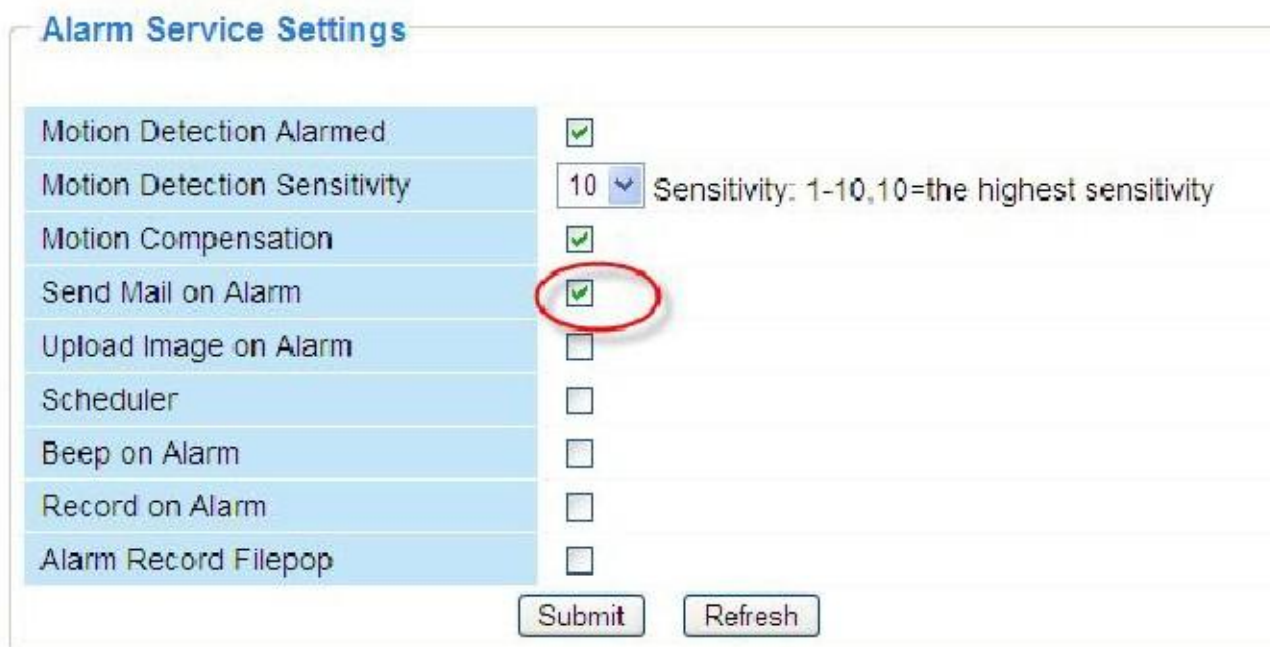 Alarm Service Settings
Motion Detection Alarmed
Motion Detection Sensitivity 10 Sensitivity: 1-10,10=the highest sensitivity
Motion Compensation
Send Mail on Alarm
Upload Image on Alarm
Scheduler
Beep on Alarm
Record on Alarm
Alarm Record Filepop
Submit Refresh